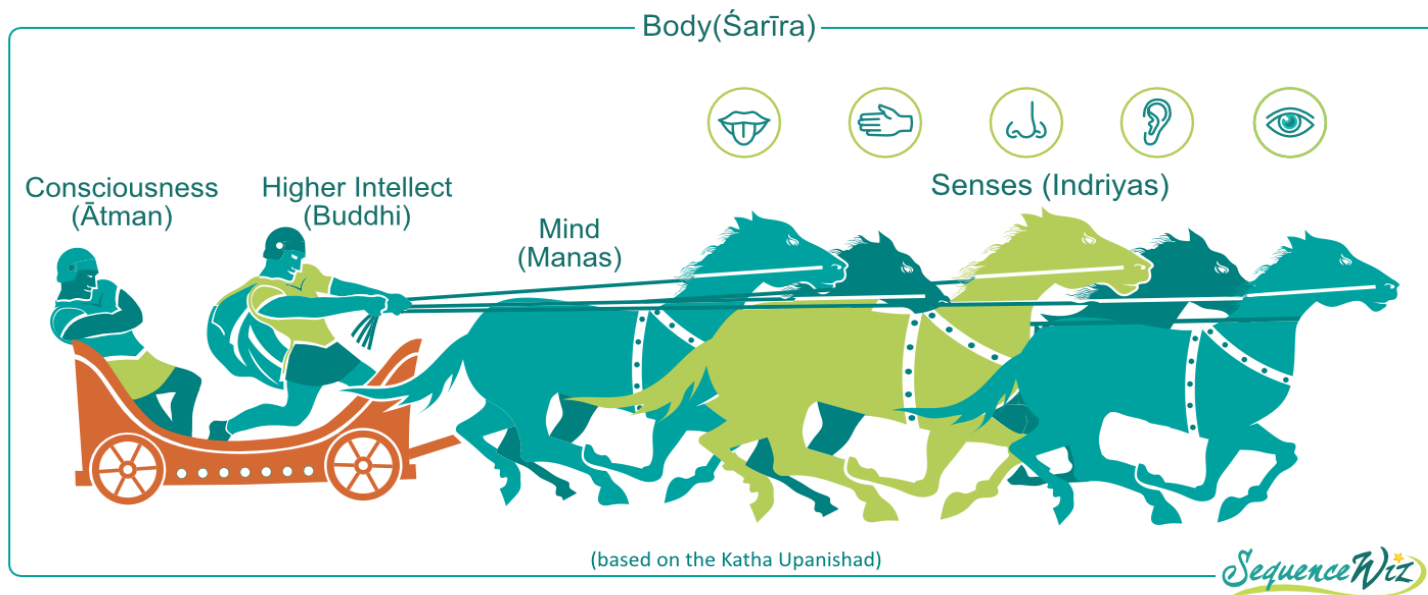 Body(Śarīra)
Consciousness
(Ātman)
Higher Intellect
(Buddhi)
Mind
(Manas)
Senses (Indriyas)
(based on the Katha Upanishad)
SequenceWiz